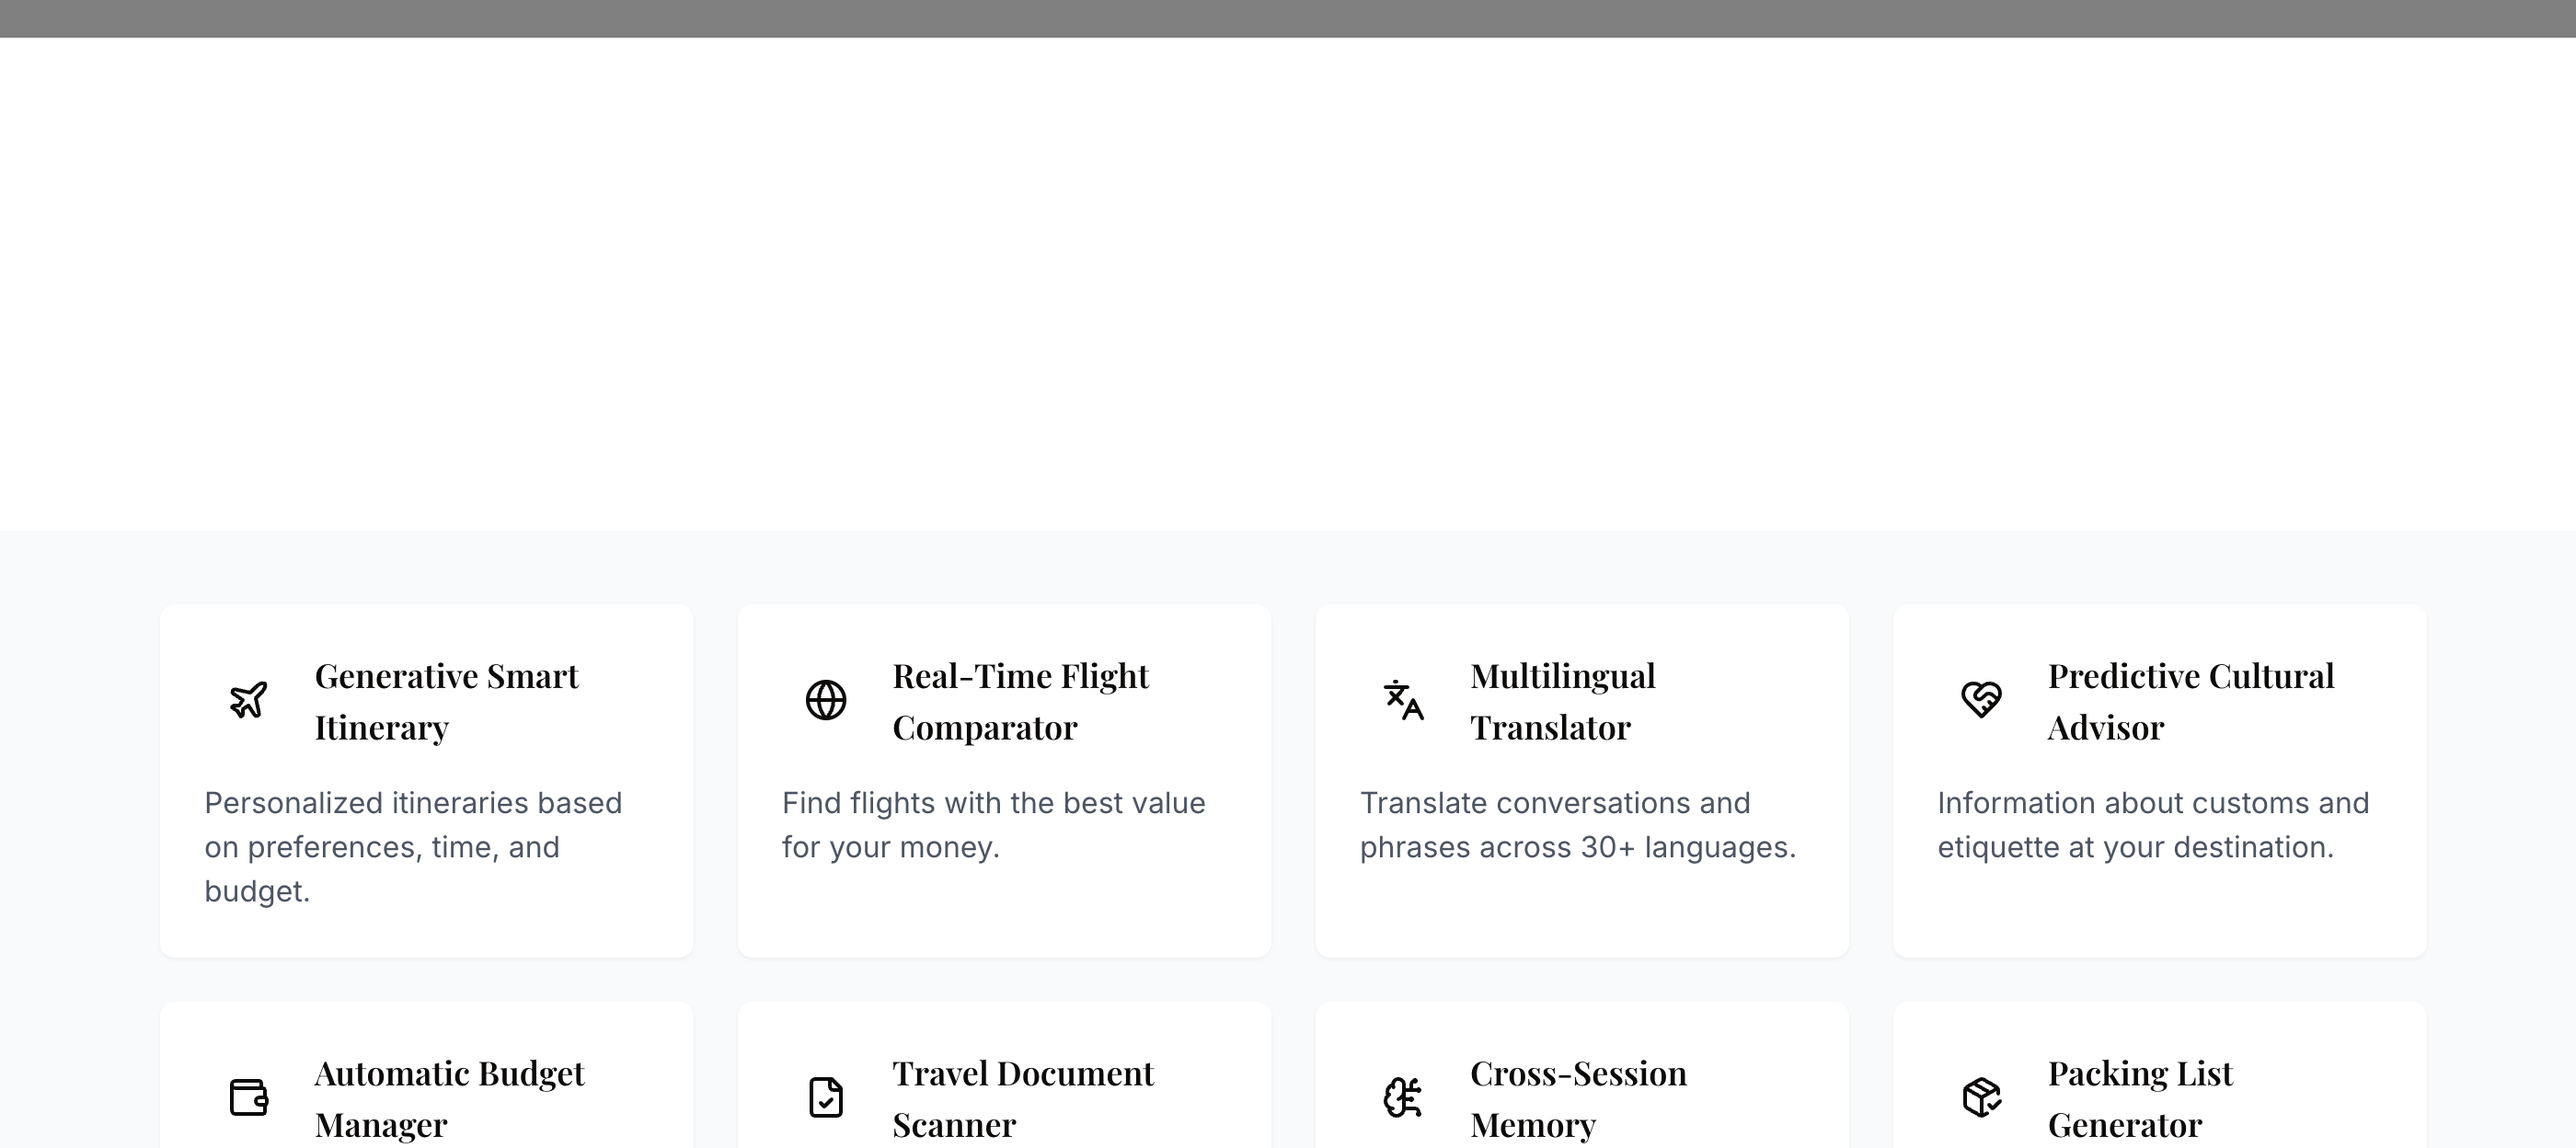 Generative Smart
Itinerary
Personalized itineraries based
on preferences, time, and
budget.
Real-Time Flight
Comparator
Find flights with the best value
for your money.
Multilingual
Translator
Translate conversations and
phrases across 30+ languages.
Predictive Cultural
Advisor
Information about customs and
etiquette at your destination.
Automatic Budget
Manager
Travel Document
Scanner
Cross-Session
Memory
Packing List
Generator